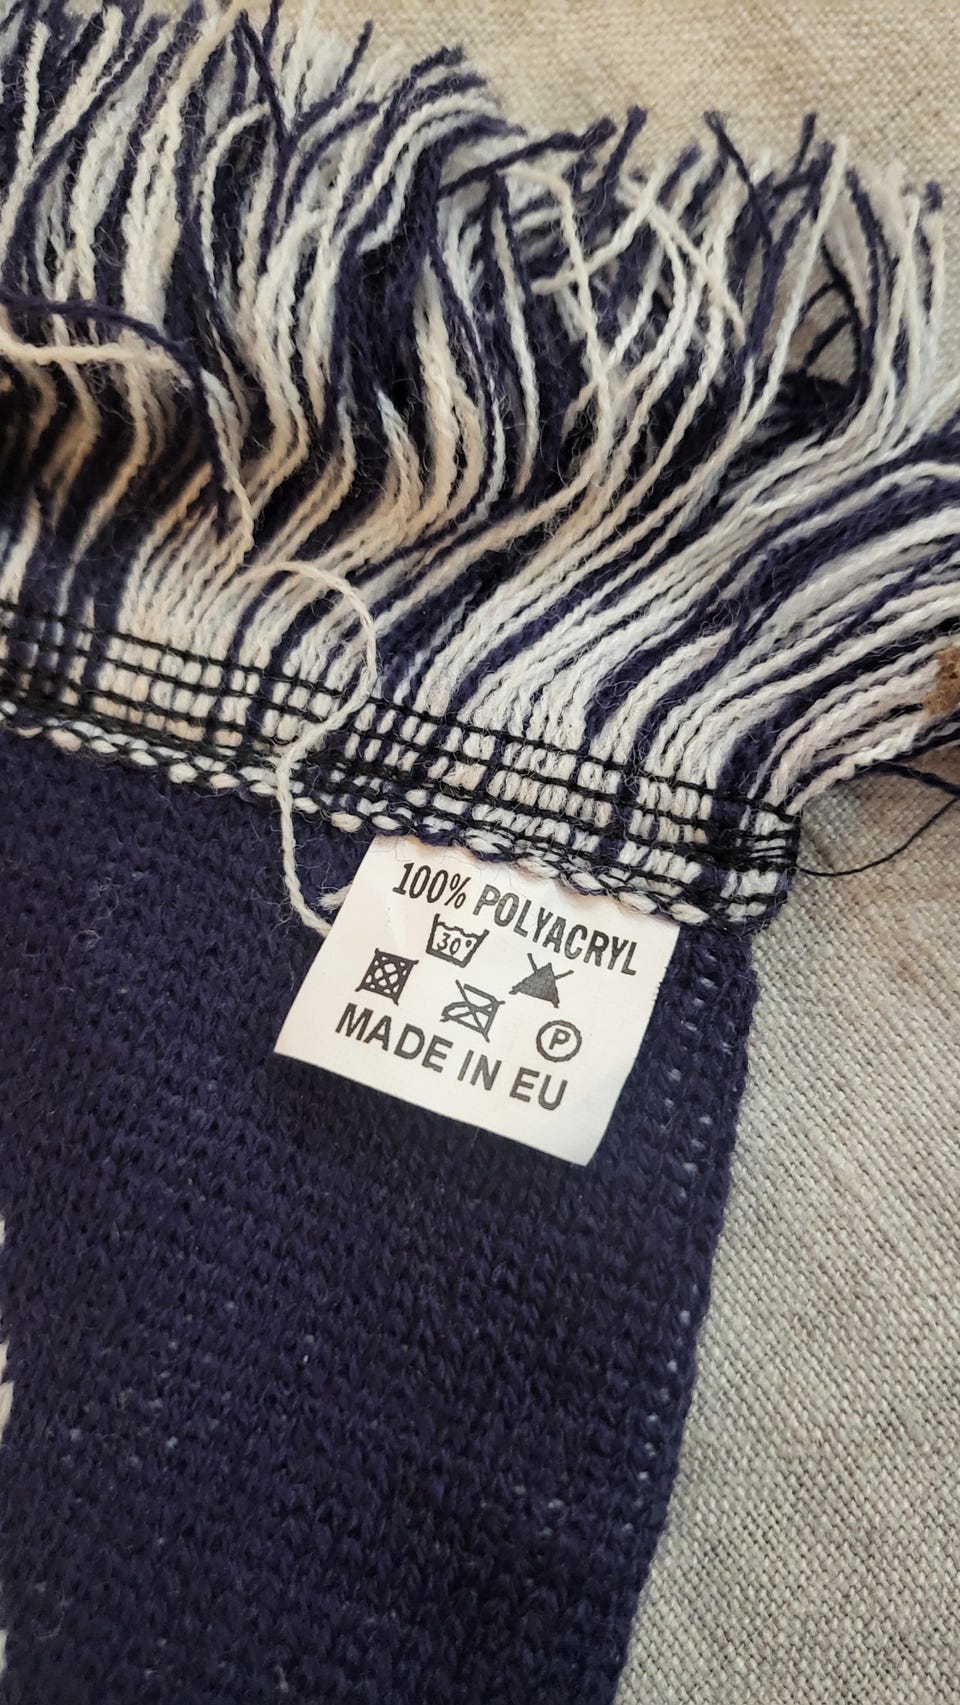 100% POLYACRYL
30°
P
MADE IN EU